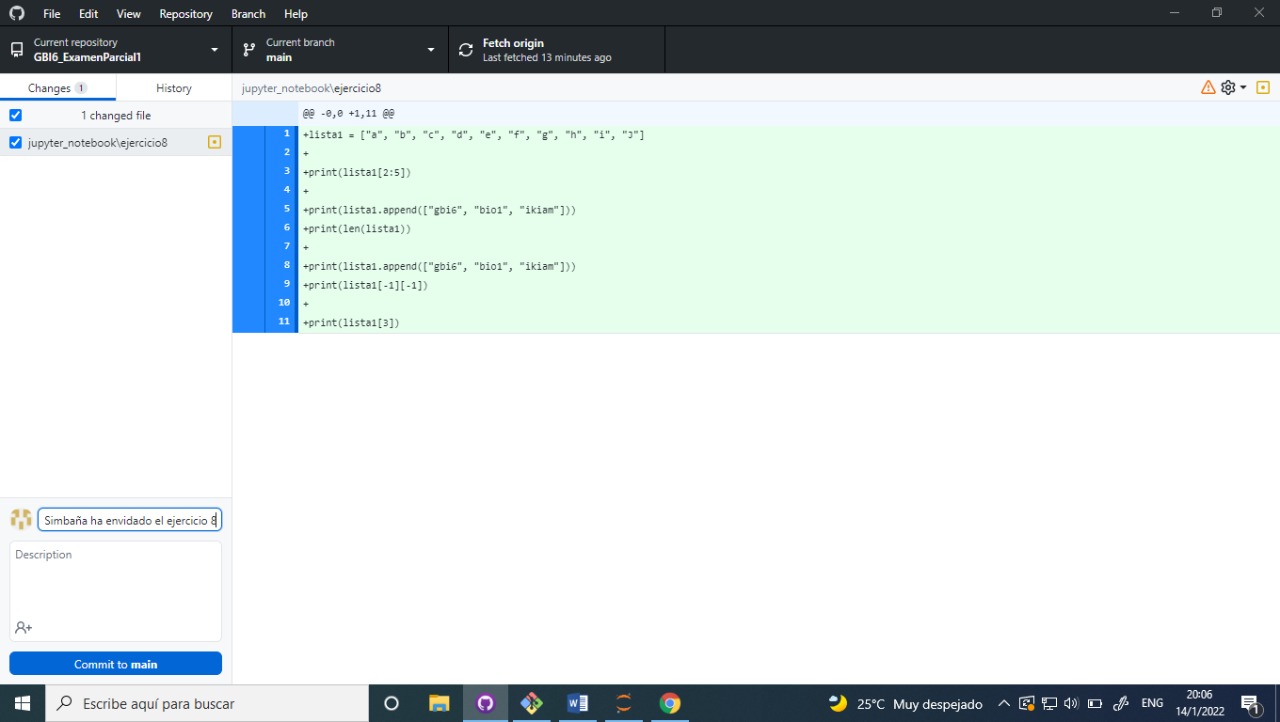 File Edit View Repository Branch Help
Current repository
GBI6_ExamenParcial1
Current branch
main
Fetch origin
Last fetched 13 minutes ago
Changes 1 History
jupyter_notebook\ejercicio8
1 changed file
jupyter_notebook\ejercicio8
@@ -0,0 +1,11 @@
1 +lista1 = ["a", "b", "c", "d", "e", "f", "g", "h", "i", "J"]
2 +
3 +print(lista1[2:5])
4 +
5 +print(lista1.append(["gbi6", "bio1", "ikiam"]))
6 +print(len(lista1))
7 +
8 +print(lista1.append(["gbi6", "bio1", "ikiam"]))
9 +print(lista1[-1][-1])
10 +
11 +print(lista1[3])
Simbaña ha envidado el ejercicio 8
Description
Commit to main
Escribe aquí para buscar
25°C Muy despejado
ENG
20:06
14/1/2022
1